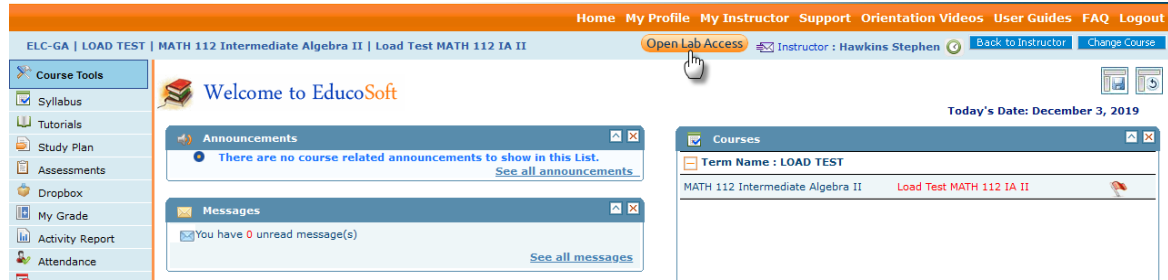 Home My Profile My Instructor Support Orientation Videos User Guides FAQ Logout
ELC-GA | LOAD TEST | MATH 112 Intermediate Algebra II | Load Test MATH 112 IA II
Open Lab Access
Instructor : Hawkins Stephen
Back to Instructor
Change Course
Course Tools
Syllabus
Tutorials
Study Plan
Assessments
Dropbox
My Grade
Activity Report
Attendance
Welcome to EducoSoft
Today's Date: December 3, 2019
Announcements
There are no course related announcements to show in this List.
See all announcements
Messages
You have 0 unread message(s)
See all messages
Courses
Term Name : LOAD TEST
MATH 112 Intermediate Algebra II Load Test MATH 112 IA II